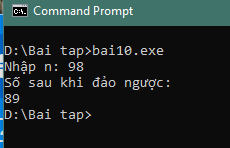 Command Prompt
D:\Bai tap>bai10.exe
Nhập n: 98
Số sau khi đảo ngược:
89
D:\Bai tap>